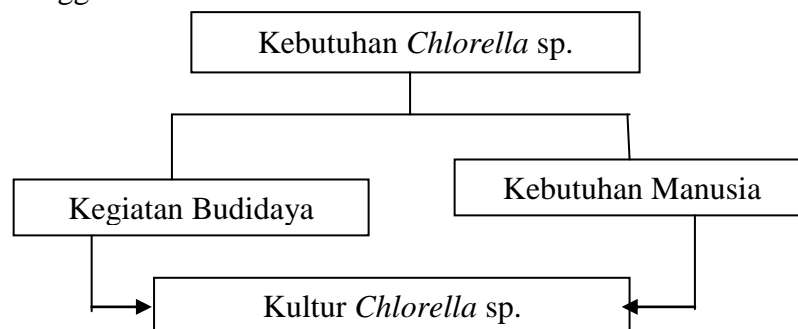 Kebutuhan Chlorella sp.
Kegiatan Budidaya
Kebutuhan Manusia
Kultur Chlorella sp.